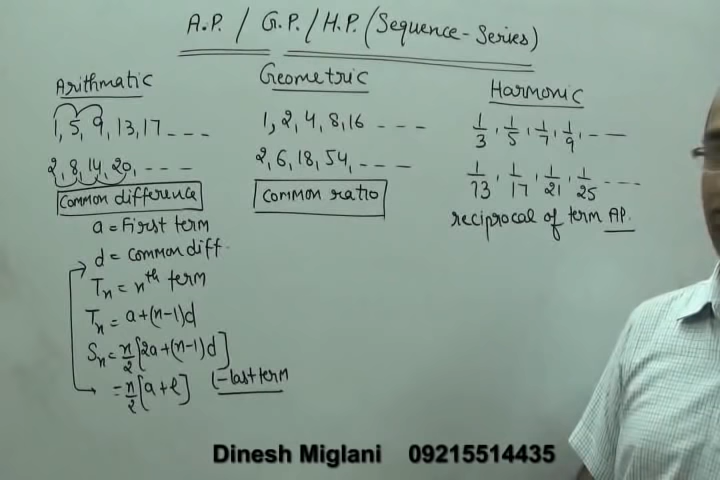 A.P. / G.P. / H.P. (Sequence - Series)
Arithmatic
1, 5, 9, 13, 17 - - -
2, 8, 14, 20, - - - -
Common difference
a = First term
d = Common diff.
Tn = nth term
Tn = a+(n-1)d
Sn = n/2 [2a+(n-1)d]
= n/2 [a+l] l-last term
Geometric
1, 2, 4, 8, 16 - - - -
2, 6, 18, 54, - - - -
Common ratio
Harmonic
1/3, 1/5, 1/7, 1/9, - - -
1/13, 1/17, 1/21, 1/25 - - - -
reciprocal of term AP.
Dinesh Miglani 09215514435